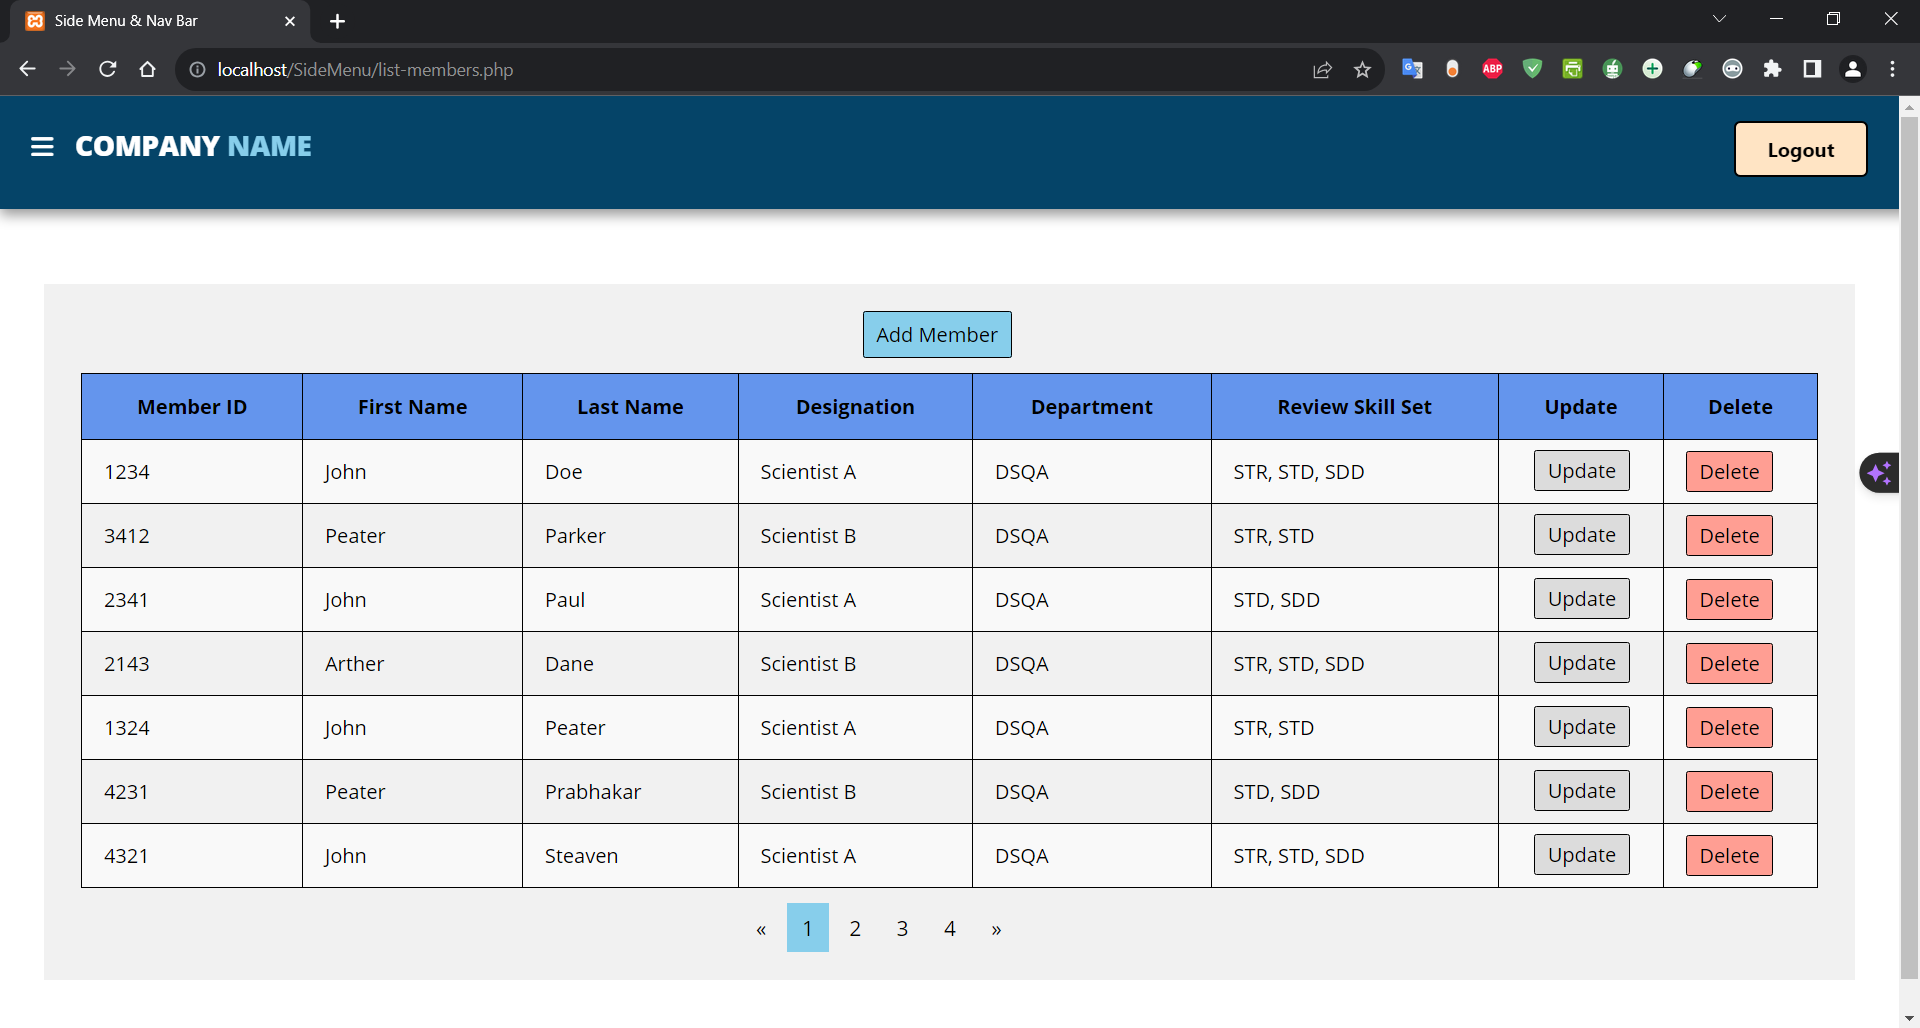 Side Menu & Nav Bar
localhost/SideMenu/list-members.php
ABP
COMPANY NAME
Logout
Add Member
Member ID First Name Last Name Designation Department Review Skill Set Update Delete
1234 John Doe Scientist A DSQA STR, STD, SDD Update Delete
3412 Peater Parker Scientist B DSQA STR, STD Update Delete
2341 John Paul Scientist A DSQA STD, SDD Update Delete
2143 Arther Dane Scientist B DSQA STR, STD, SDD Update Delete
1324 John Peater Scientist A DSQA STR, STD Update Delete
4231 Peater Prabhakar Scientist B DSQA STD, SDD Update Delete
4321 John Steaven Scientist A DSQA STR, STD, SDD Update Delete
« 1 2 3 4 »